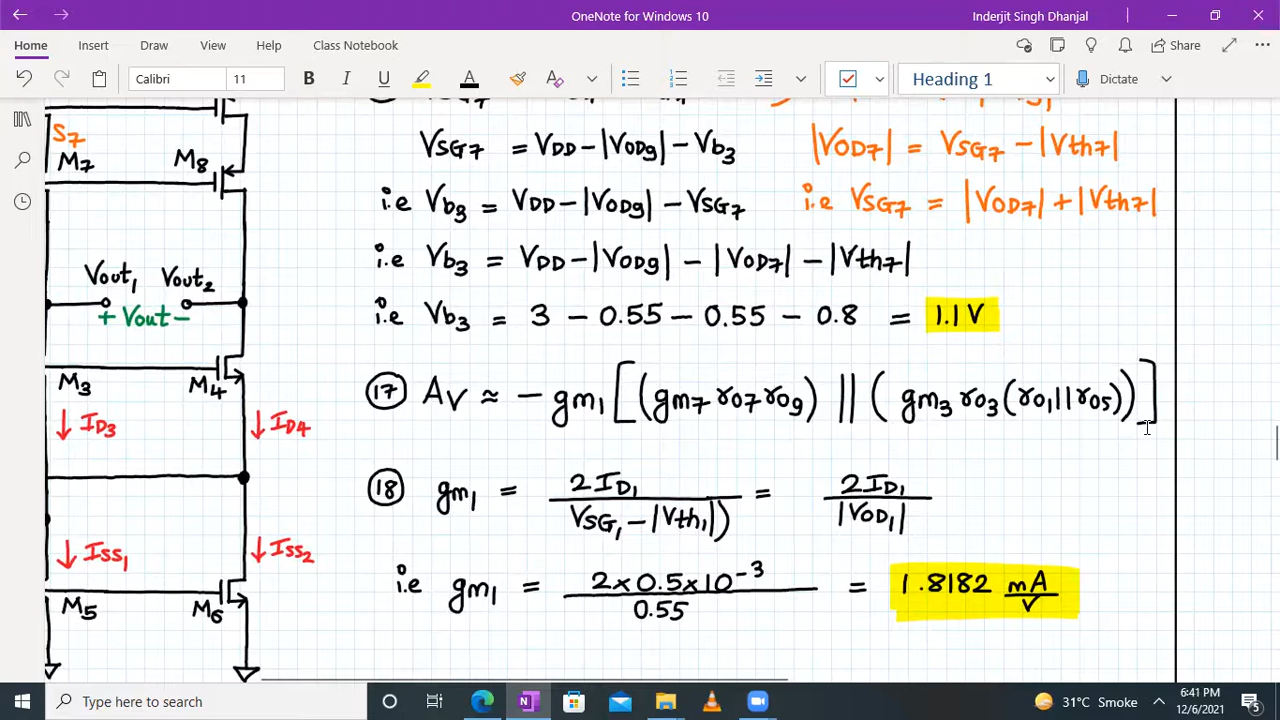 OneNote for Windows 10
Inderjit Singh Dhanjal
Home Insert Draw View Help Class Notebook Share
Calibri 11 B I U A Heading 1 Dictate
S7
M7 M8
Vout1 Vout2
+ Vout −
M3 M4
↓ ID3 ↓ ID4
↓ ISS1 ↓ ISS2
M5 M6
VSG7 = VDD − |VOD9| − Vb3
|VOD7| = VSG7 − |Vth7|
i.e Vb3 = VDD − |VOD9| − VSG7
i.e VSG7 = |VOD7| + |Vth7|
i.e Vb3 = VDD − |VOD9| − |VOD7| − |Vth7|
i.e Vb3 = 3 − 0.55 − 0.55 − 0.8 = 1.1 V
17 AV ≈ − gm1 [(gm7 ro7 ro9) || (gm3 ro3 (ro1 || ro5))]
18 gm1 = 2ID1 / VSG1 − |Vth1|) = 2ID1 / |VOD1|
i.e gm1 = 2 x 0.5 x 10^-3 / 0.55 = 1.8182 mA/V
Type here to search
31°C Smoke
6:41 PM
12/6/2021
5